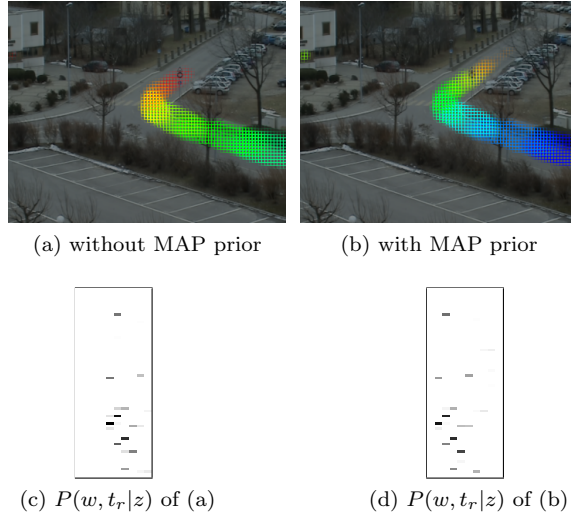 (a) without MAP prior
(b) with MAP prior
(c) P(w, t_r|z) of (a)
(d) P(w, t_r|z) of (b)